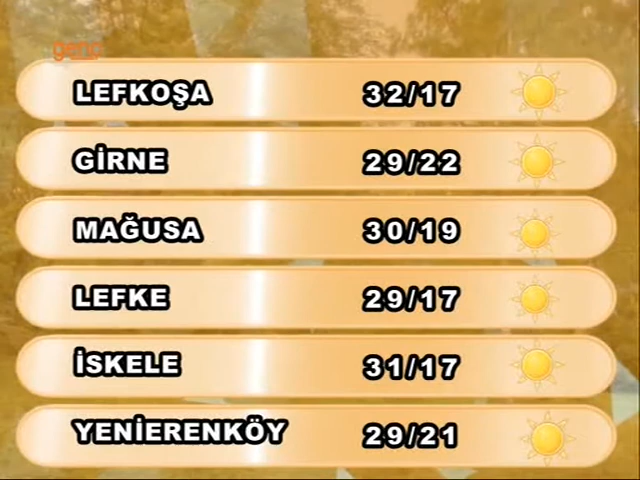 genç
LEFKOŞA 32/17
GİRNE 29/22
MAĞUSA 30/19
LEFKE 29/17
İSKELE 31/17
YENİERENKÖY 29/21